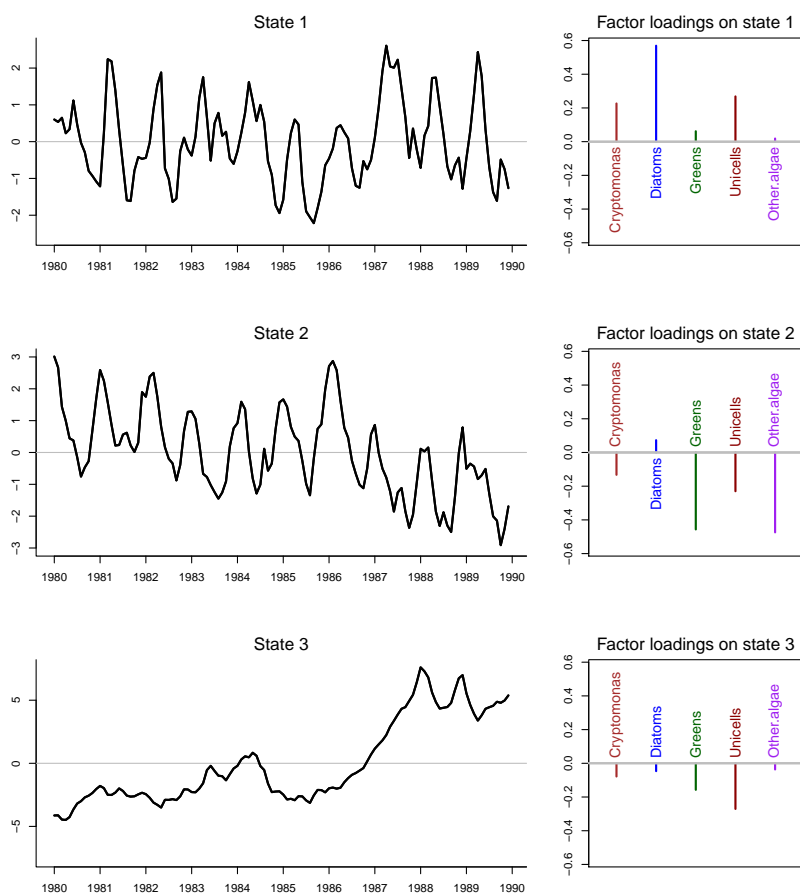 State 1
Factor loadings on state 1
2
1
0
−1
−2
1980 1981 1982 1983 1984 1985 1986 1987 1988 1989 1990
0.6
0.4
0.2
0.0
−0.2
−0.4
−0.6
Cryptomonas
Diatoms
Greens
Unicells
Other.algae
State 2
Factor loadings on state 2
3
2
1
0
−1
−2
−3
1980 1981 1982 1983 1984 1985 1986 1987 1988 1989 1990
0.6
0.4
0.2
0.0
−0.2
−0.4
−0.6
Cryptomonas
Diatoms
Greens
Unicells
Other.algae
State 3
Factor loadings on state 3
5
0
−5
1980 1981 1982 1983 1984 1985 1986 1987 1988 1989 1990
0.6
0.4
0.2
0.0
−0.2
−0.4
−0.6
Cryptomonas
Diatoms
Greens
Unicells
Other.algae